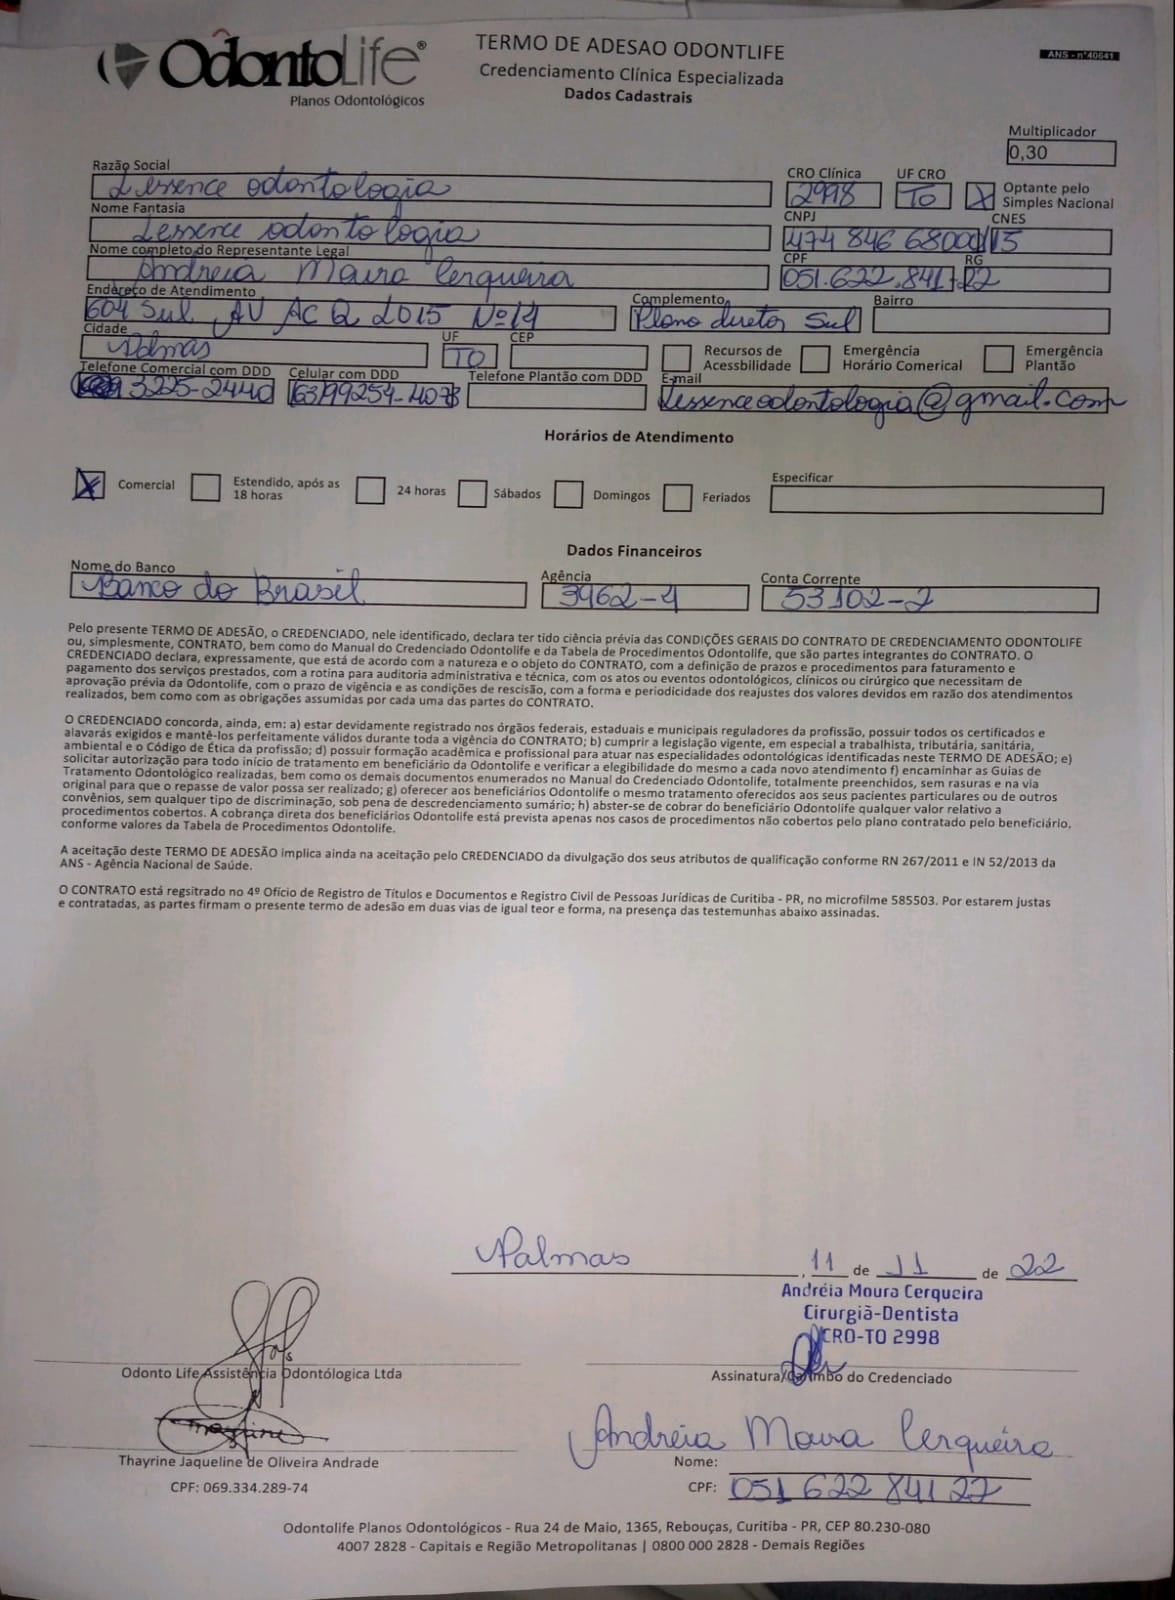 OdontoLife®
Planos Odontológicos
TERMO DE ADESAO ODONTLIFE
Credenciamento Clínica Especializada
Dados Cadastrais
ANS - nº40641
Multiplicador
0,30
Razão Social
Lessence odontologia
CRO Clínica
2998
UF CRO
TO
X Optante pelo
Simples Nacional
Nome Fantasia
Lessence odontologia
CNPJ
CNES
Nome completo do Representante Legal
Andreia Moura Cerqueira
CPF
RG
051.622.841-22
Endereço de Atendimento
604 Sul AV AC Q 2015 Nº14
Complemento
Plano diretor Sul
Bairro
Cidade
Palmas
UF
TO
CEP
Recursos de
Acessbilidade
Emergência
Horário Comerical
Emergência
Plantão
Telefone Comercial com DDD
3225-2440
Celular com DDD
(63)99254-4073
Telefone Plantão com DDD
E-mail
lessenceodontologia@gmail.com
Horários de Atendimento
X Comercial
Estendido, após as
18 horas
24 horas
Sábados
Domingos
Feriados
Especificar
Dados Financeiros
Nome do Banco
Banco do Brasil
Agência
3962-4
Conta Corrente
53102-2
Pelo presente TERMO DE ADESÃO, o CREDENCIADO, nele identificado, declara ter tido ciência prévia das CONDIÇÕES GERAIS DO CONTRATO DE CREDENCIAMENTO ODONTOLIFE
ou, simplesmente, CONTRATO, bem como do Manual do Credenciado Odontolife e da Tabela de Procedimentos Odontolife, que são partes integrantes do CONTRATO. O
CREDENCIADO declara, expressamente, que está de acordo com a natureza e o objeto do CONTRATO, com a definição de prazos e procedimentos para faturamento e
pagamento dos serviços prestados, com a rotina para auditoria administrativa e técnica, com os atos ou eventos odontológicos, clínicos ou cirúrgico que necessitam de
aprovação prévia da Odontolife, com o prazo de vigência e as condições de rescisão, com a forma e periodicidade dos reajustes dos valores devidos em razão dos atendimentos
realizados, bem como com as obrigações assumidas por cada uma das partes do CONTRATO.
O CREDENCIADO concorda, ainda, em: a) estar devidamente registrado nos órgãos federais, estaduais e municipais reguladores da profissão, possuir todos os certificados e
alavarás exigidos e mantê-los perfeitamente válidos durante toda a vigência do CONTRATO; b) cumprir a legislação vigente, em especial a trabalhista, tributária, sanitária,
ambiental e o Código de Ética da profissão; d) possuir formação acadêmica e profissional para atuar nas especialidades odontológicas identificadas neste TERMO DE ADESÃO; e)
solicitar autorização para todo início de tratamento em beneficiário da Odontolife e verificar a elegibilidade do mesmo a cada novo atendimento f) encaminhar as Guias de
Tratamento Odontológico realizadas, bem como os demais documentos enumerados no Manual do Credenciado Odontolife, totalmente preenchidos, sem rasuras e na via
original para que o repasse de valor possa ser realizado; g) oferecer aos beneficiários Odontolife o mesmo tratamento oferecidos aos seus pacientes particulares ou de outros
convênios, sem qualquer tipo de discriminação, sob pena de descredenciamento sumário; h) abster-se de cobrar do beneficiário Odontolife qualquer valor relativo a
procedimentos cobertos. A cobrança direta dos beneficiários Odontolife está prevista apenas nos casos de procedimentos não cobertos pelo plano contratado pelo beneficiário,
conforme valores da Tabela de Procedimentos Odontolife.
A aceitação deste TERMO DE ADESÃO implica ainda na aceitação pelo CREDENCIADO da divulgação dos seus atributos de qualificação conforme RN 267/2011 e IN 52/2013 da
ANS - Agência Nacional de Saúde.
O CONTRATO está regsitrado no 4º Ofício de Registro de Títulos e Documentos e Registro Civil de Pessoas Jurídicas de Curitiba - PR, no microfilme 585503. Por estarem justas
e contratadas, as partes firmam o presente termo de adesão em duas vias de igual teor e forma, na presença das testemunhas abaixo assinadas.
Palmas, 11 de 11 de 22
Andréia Moura Cerqueira
Cirurgiã-Dentista
CRO-TO 2998
Odonto Life Assistência Odontólogica Ltda
Assinatura/Carimbo do Credenciado
Thayrine Jaqueline de Oliveira Andrade
CPF: 069.334.289-74
Andréia Moura Cerqueira
Nome:
CPF: 051 622 841 22
Odontolife Planos Odontológicos - Rua 24 de Maio, 1365, Rebouças, Curitiba - PR, CEP 80.230-080
4007 2828 - Capitais e Região Metropolitanas | 0800 000 2828 - Demais Regiões